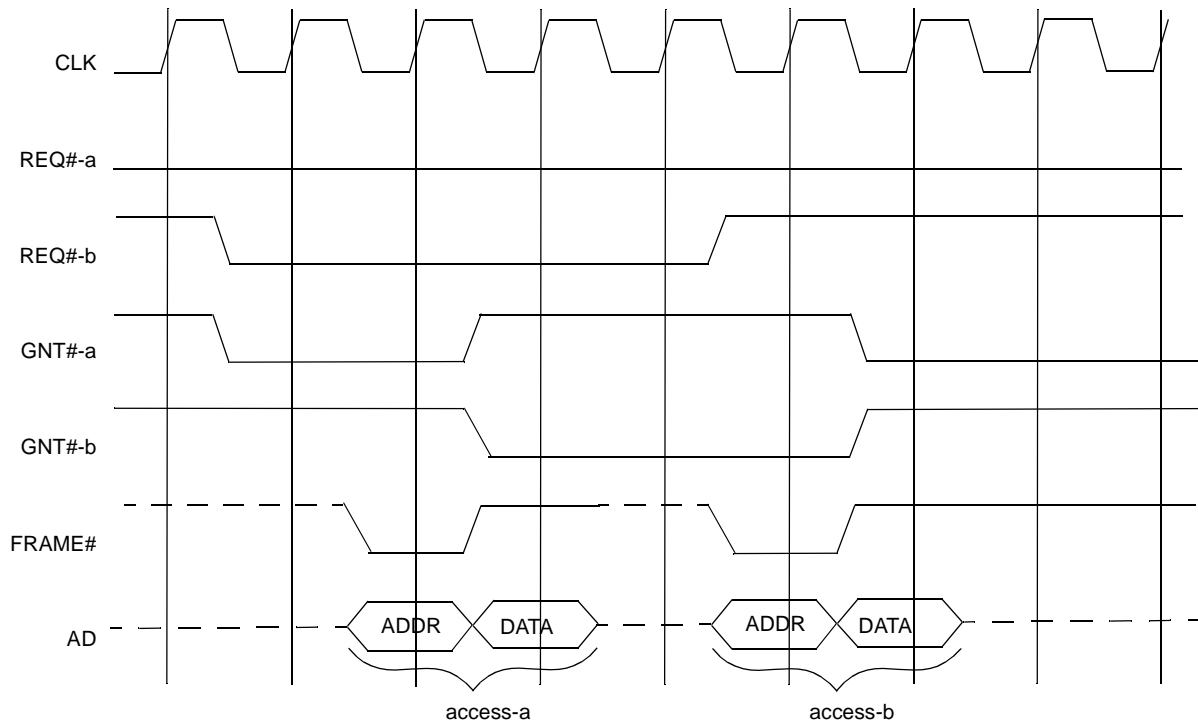 CLK
REQ#-a
REQ#-b
GNT#-a
GNT#-b
FRAME#
AD
ADDR
DATA
ADDR
DATA
access-a
access-b